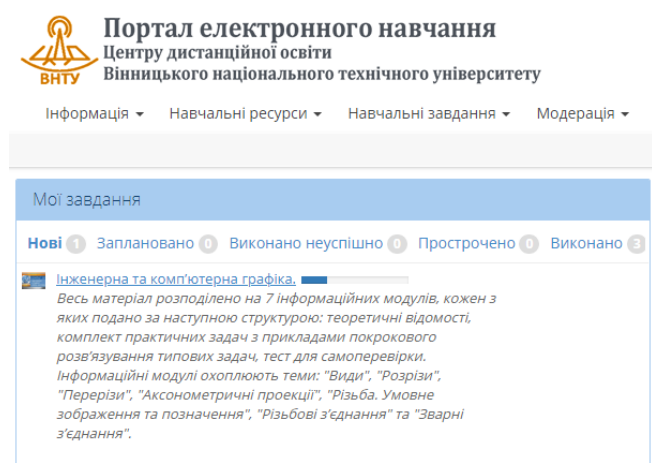 Портал електронного навчання
Центру дистанційної освіти
Вінницького національного технічного університету
ВНТУ
Інформація Навчальні ресурси Навчальні завдання Модерація
Мої завдання
Нові 1 Заплановано 0 Виконано неуспішно 0 Прострочено 0 Виконано 3
Інженерна та комп'ютерна графіка.
Весь матеріал розподілено на 7 інформаційних модулів, кожен з
яких подано за наступною структурою: теоретичні відомості,
комплект практичних задач з прикладами покрокового
розв'язування типових задач, тест для самоперевірки.
Інформаційні модулі охоплюють теми: "Види", "Розрізи",
"Перерізи", "Аксонометричні проекції", "Різьба. Умовне
зображення та позначення", "Різьбові з'єднання" та "Зварні
з'єднання".